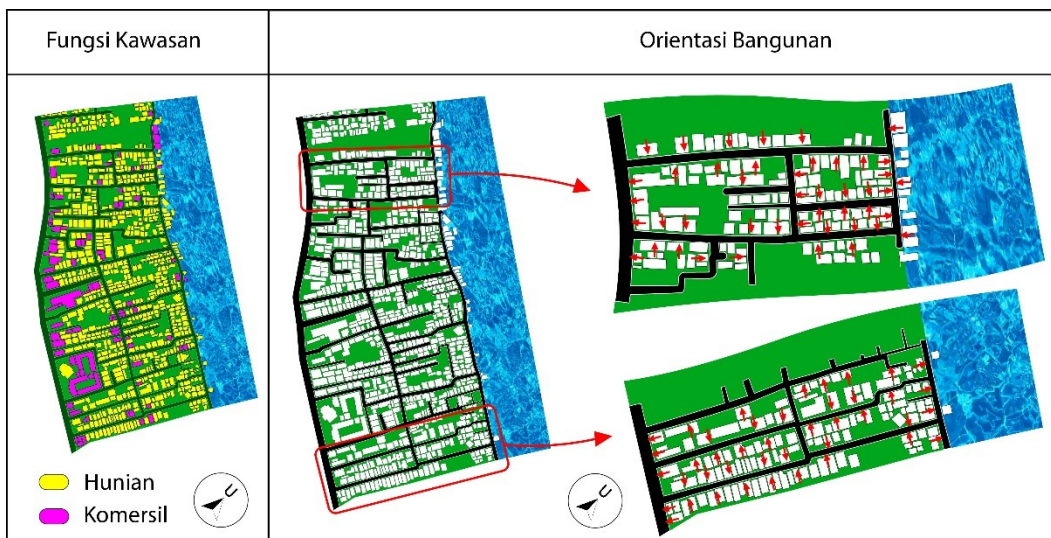 Fungsi Kawasan
Orientasi Bangunan
Hunian
Komersil
U
U